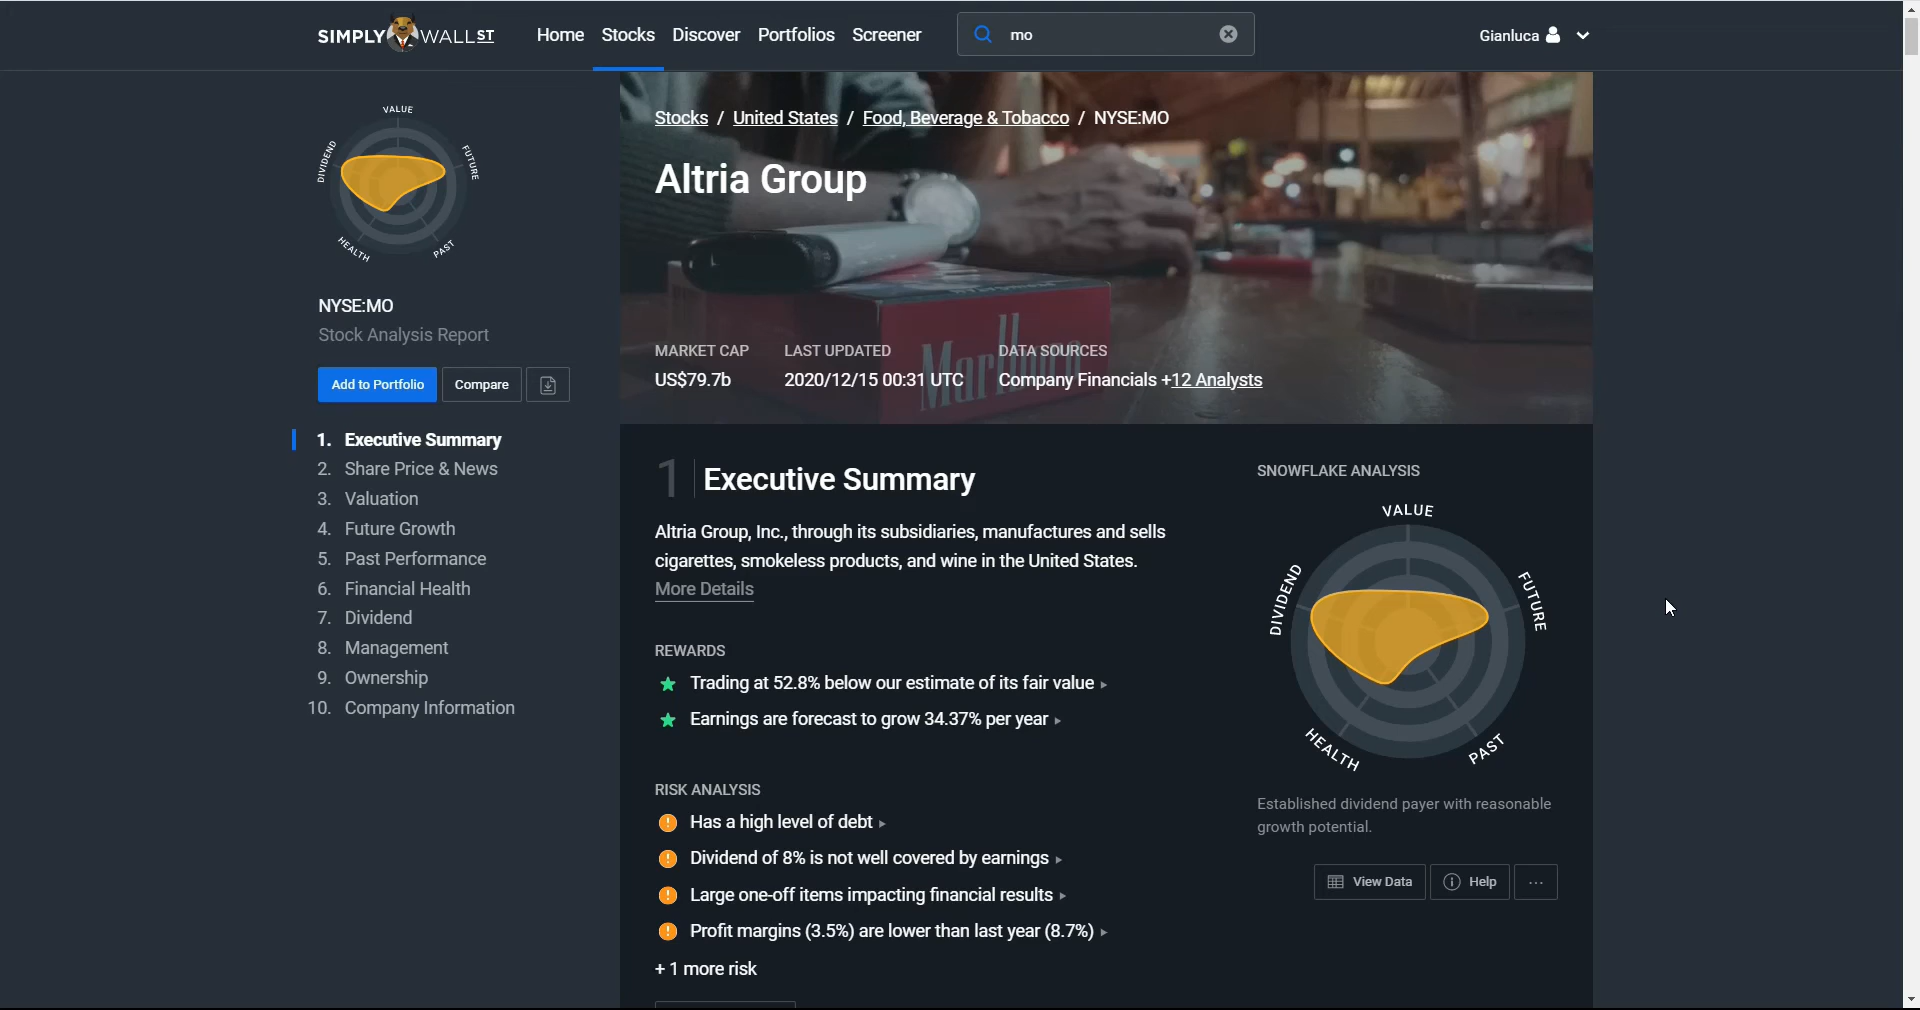 SIMPLY WALLST
Home
Stocks
Discover
Portfolios
Screener
mo
Gianluca
VALUE
FUTURE
PAST
HEALTH
DIVIDEND
NYSE:MO
Stock Analysis Report
Add to Portfolio
Compare
1. Executive Summary
2. Share Price & News
3. Valuation
4. Future Growth
5. Past Performance
6. Financial Health
7. Dividend
8. Management
9. Ownership
10. Company Information
Stocks / United States / Food, Beverage & Tobacco / NYSE:MO
Altria Group
Marlboro
MARKET CAP
US$79.7b
LAST UPDATED
2020/12/15 00:31 UTC
DATA SOURCES
Company Financials +12 Analysts
1 Executive Summary
Altria Group, Inc., through its subsidiaries, manufactures and sells
cigarettes, smokeless products, and wine in the United States.
More Details
REWARDS
Trading at 52.8% below our estimate of its fair value
Earnings are forecast to grow 34.37% per year
RISK ANALYSIS
Has a high level of debt
Dividend of 8% is not well covered by earnings
Large one-off items impacting financial results
Profit margins (3.5%) are lower than last year (8.7%)
+ 1 more risk
SNOWFLAKE ANALYSIS
VALUE
FUTURE
PAST
HEALTH
DIVIDEND
Established dividend payer with reasonable
growth potential.
View Data
Help
...